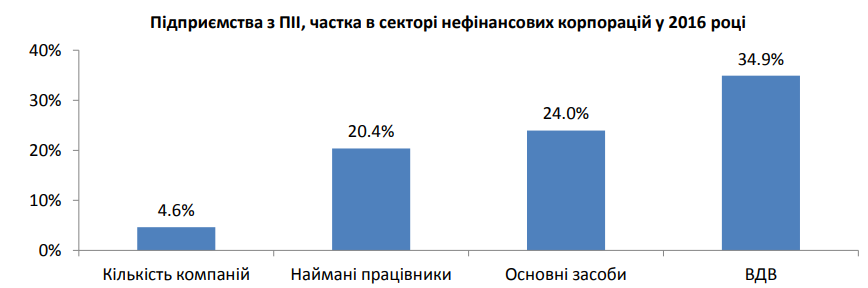 Підприємства з ПІІ, частка в секторі нефінансових корпорацій у 2016 році
40%
30%
20%
10%
0%
4.6%
20.4%
24.0%
34.9%
Кількість компаній
Наймані працівники
Основні засоби
ВДВ